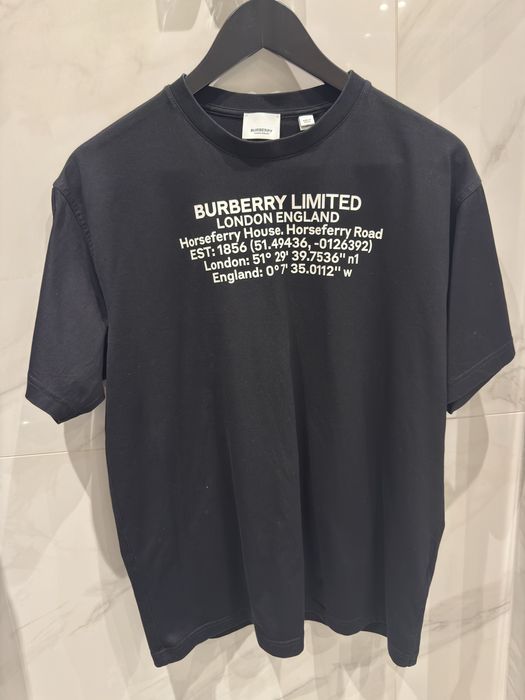 BURBERRY
BURBERRY LIMITED
LONDON ENGLAND
Horseferry House. Horseferry Road
EST: 1856 (51.49436, -0126392)
London: 51° 29' 39.7536" n1
England: 0° 7' 35.0112" w